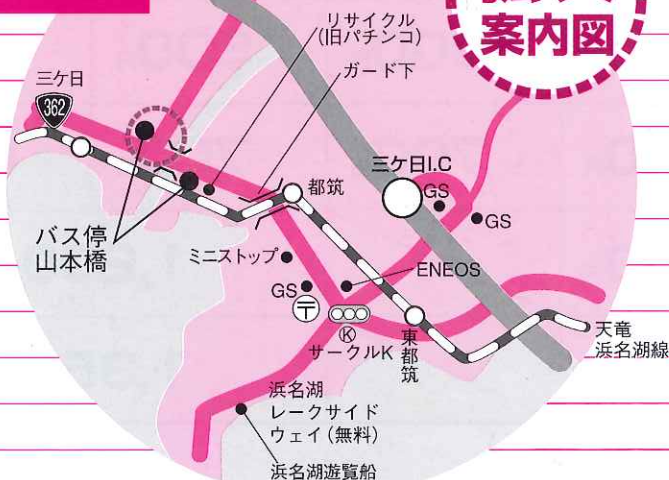 案内図
リサイクル
(旧パチンコ)
ガード下
三ケ日
362
三ケ日I.C
GS
GS
都筑
バス停
山本橋
ミニストップ
ENEOS
GS
〒
Ⓚ
サークルK
東都筑
天竜
浜名湖線
浜名湖
レークサイド
ウェイ(無料)
浜名湖遊覧船